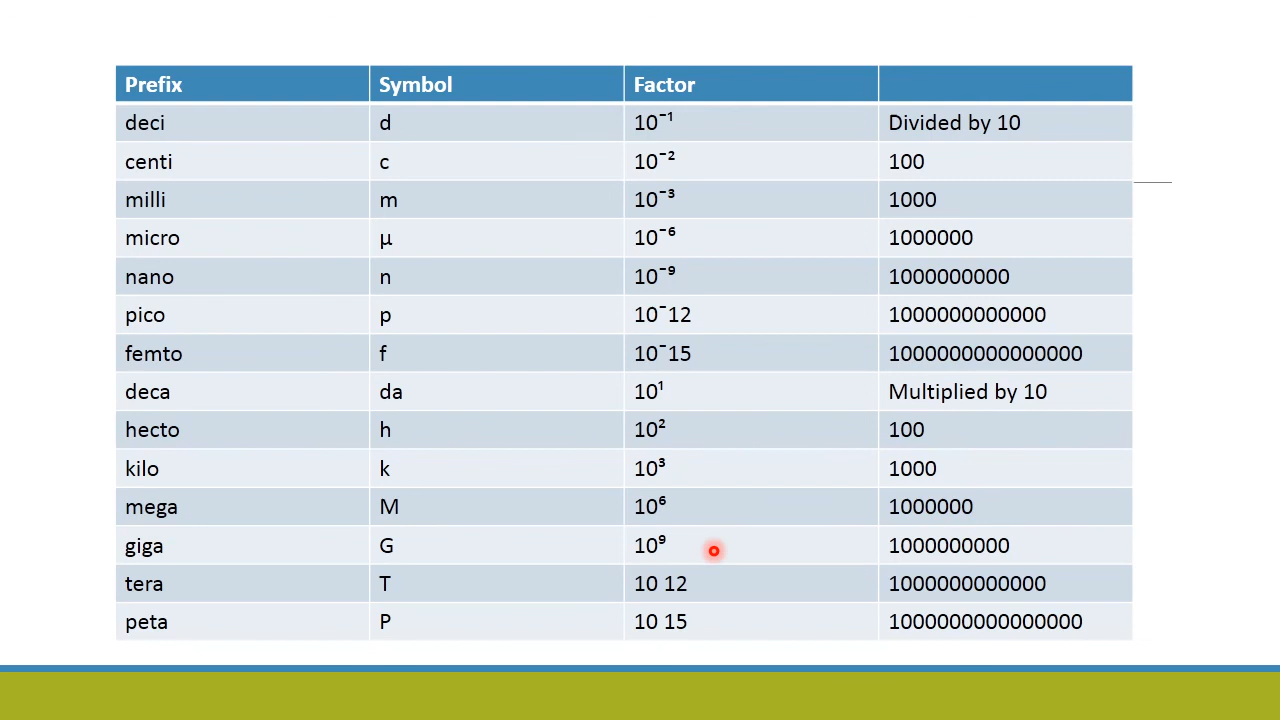 Prefix Symbol Factor
deci d 10⁻¹ Divided by 10
centi c 10⁻² 100
milli m 10⁻³ 1000
micro µ 10⁻⁶ 1000000
nano n 10⁻⁹ 1000000000
pico p 10⁻12 1000000000000
femto f 10⁻15 1000000000000000
deca da 10¹ Multiplied by 10
hecto h 10² 100
kilo k 10³ 1000
mega M 10⁶ 1000000
giga G 10⁹ 1000000000
tera T 10 12 1000000000000
peta P 10 15 1000000000000000